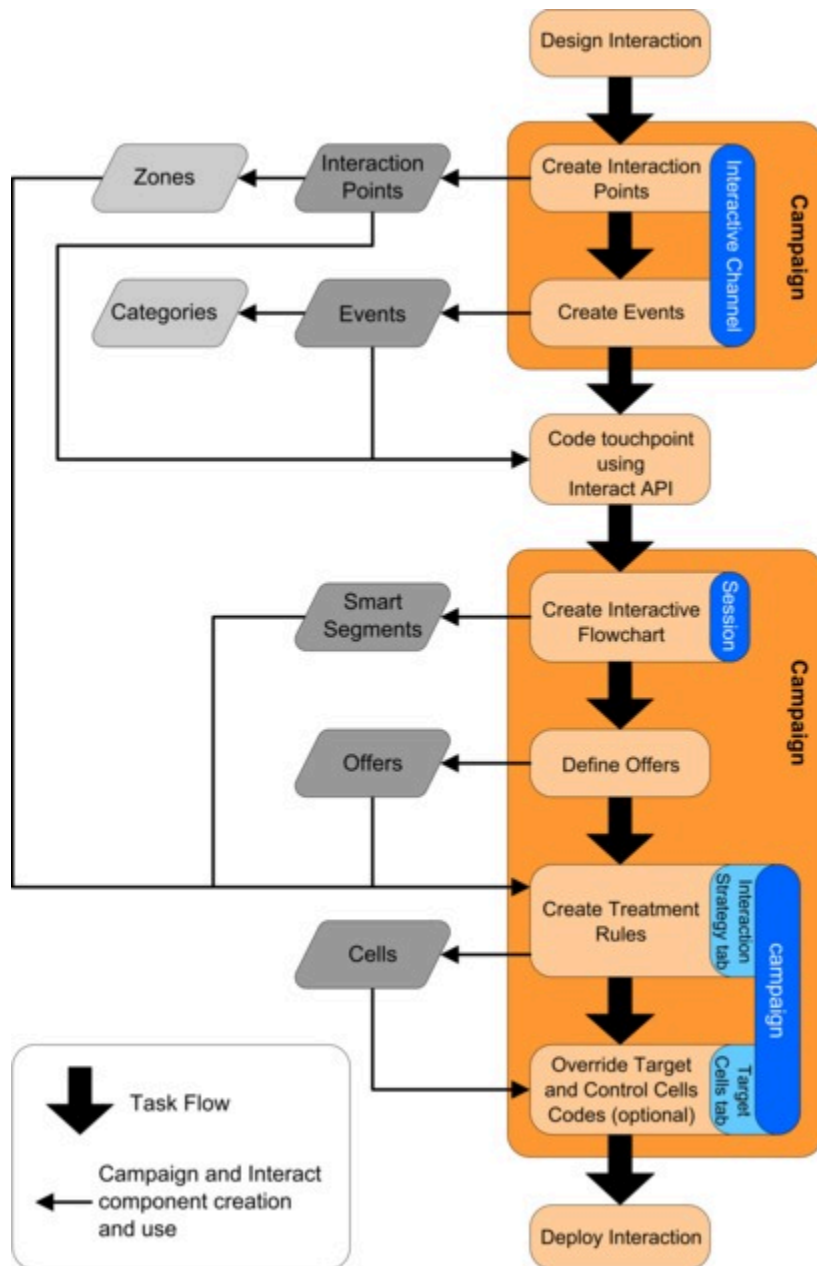 Design Interaction
Zones
Interaction
Points
Create Interaction
Points
Interactive Channel
Campaign
Categories
Events
Create Events
Code touchpoint
using
Interact API
Smart
Segments
Create Interactive
Flowchart
Session
Campaign
Offers
Define Offers
Create Treatment
Rules
Interaction
Strategy tab
campaign
Cells
Override Target
and Control Cells
Codes (optional)
Target
Cells tab
Task Flow
Campaign and Interact
component creation
and use
Deploy Interaction